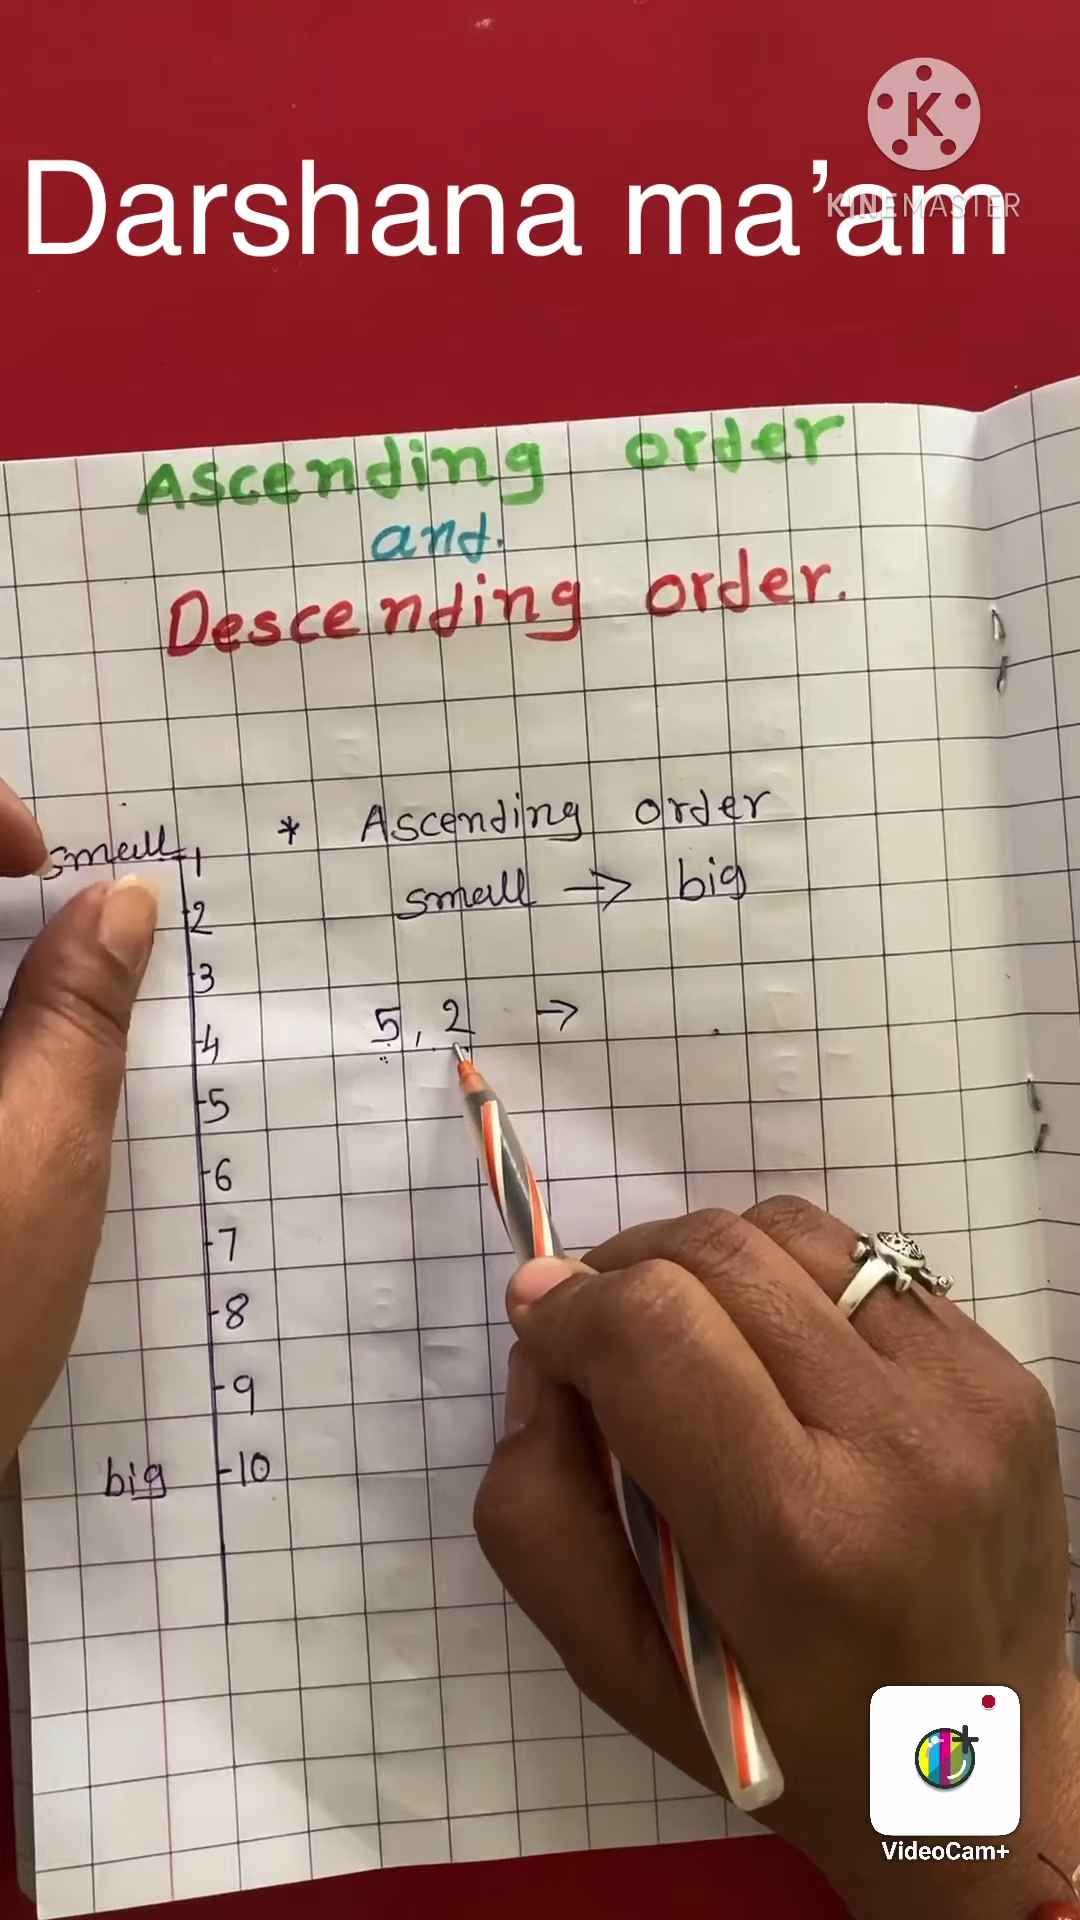 KINEMASTER
Darshana ma’am
Ascending order
and.
Descending order.
small
* Ascending order
small → big
5, 2 →
1
2
3
4
5
6
7
8
9
big
10
VideoCam+